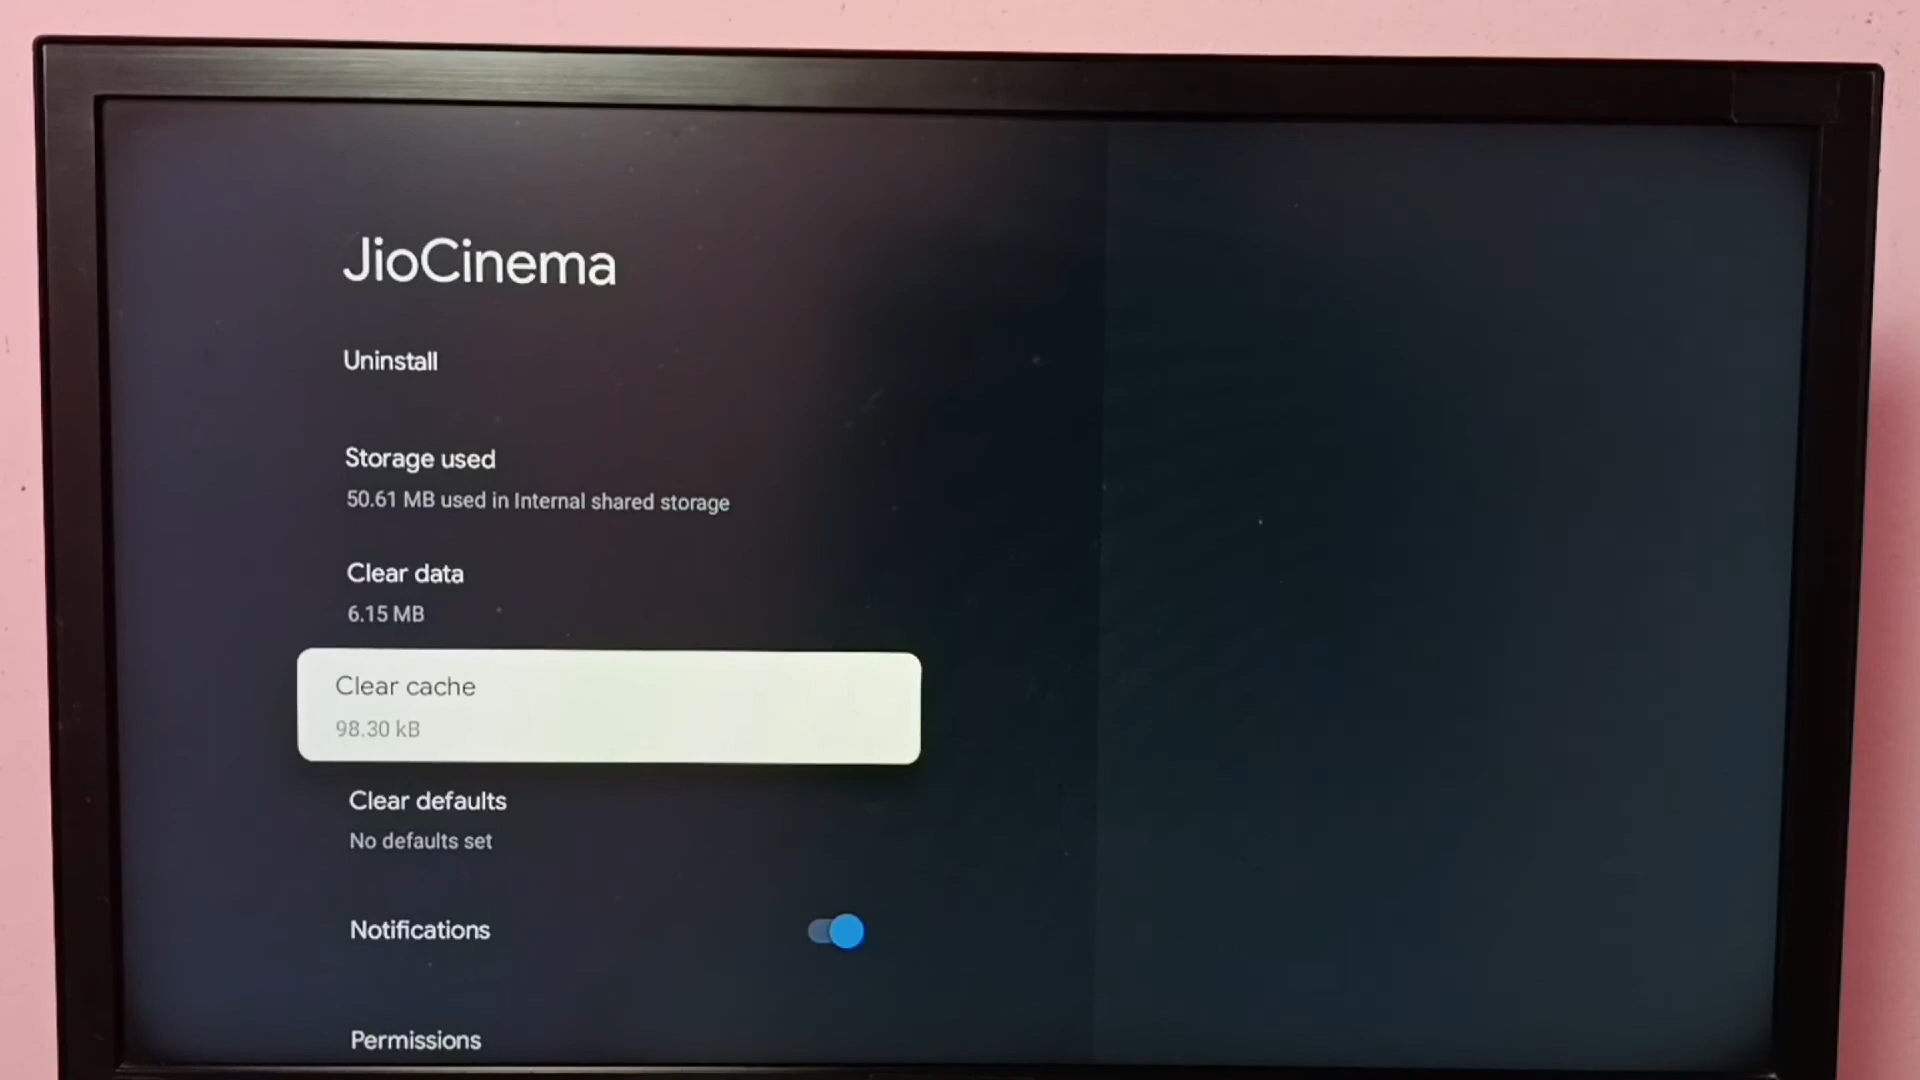 JioCinema
Uninstall
Storage used
50.61 MB used in Internal shared storage
Clear data
6.15 MB
Clear cache
98.30 kB
Clear defaults
No defaults set
Notifications
Permissions